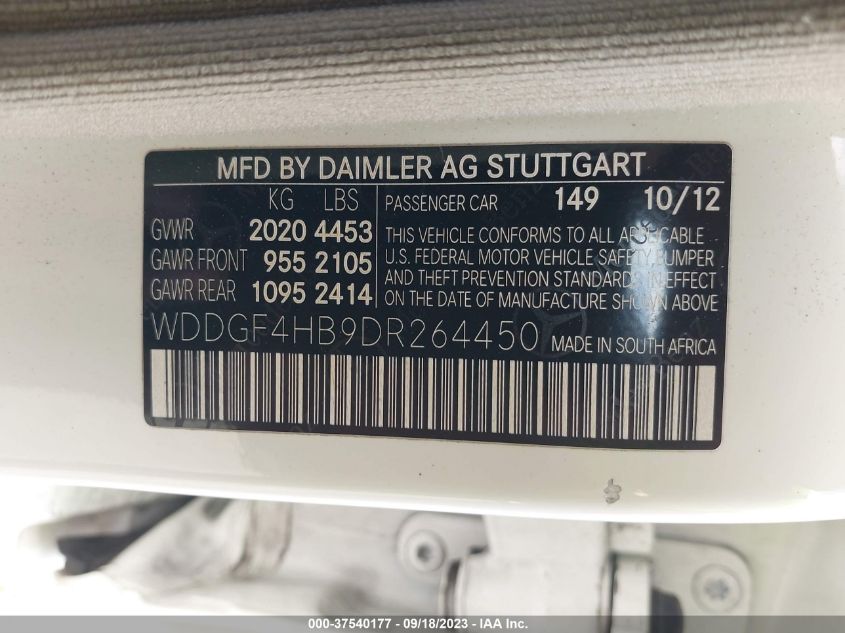 MFD BY DAIMLER AG STUTTGART
KG LBS
GVWR 2020 4453
GAWR FRONT 955 2105
GAWR REAR 1095 2414
PASSENGER CAR 149 10/12
THIS VEHICLE CONFORMS TO ALL APPLICABLE
U.S. FEDERAL MOTOR VEHICLE SAFETY BUMPER
AND THEFT PREVENTION STANDARDS IN EFFECT
ON THE DATE OF MANUFACTURE SHOWN ABOVE
WDDGF4HB9DR264450 MADE IN SOUTH AFRICA
000-37540177 - 09/18/2023 - IAA Inc.